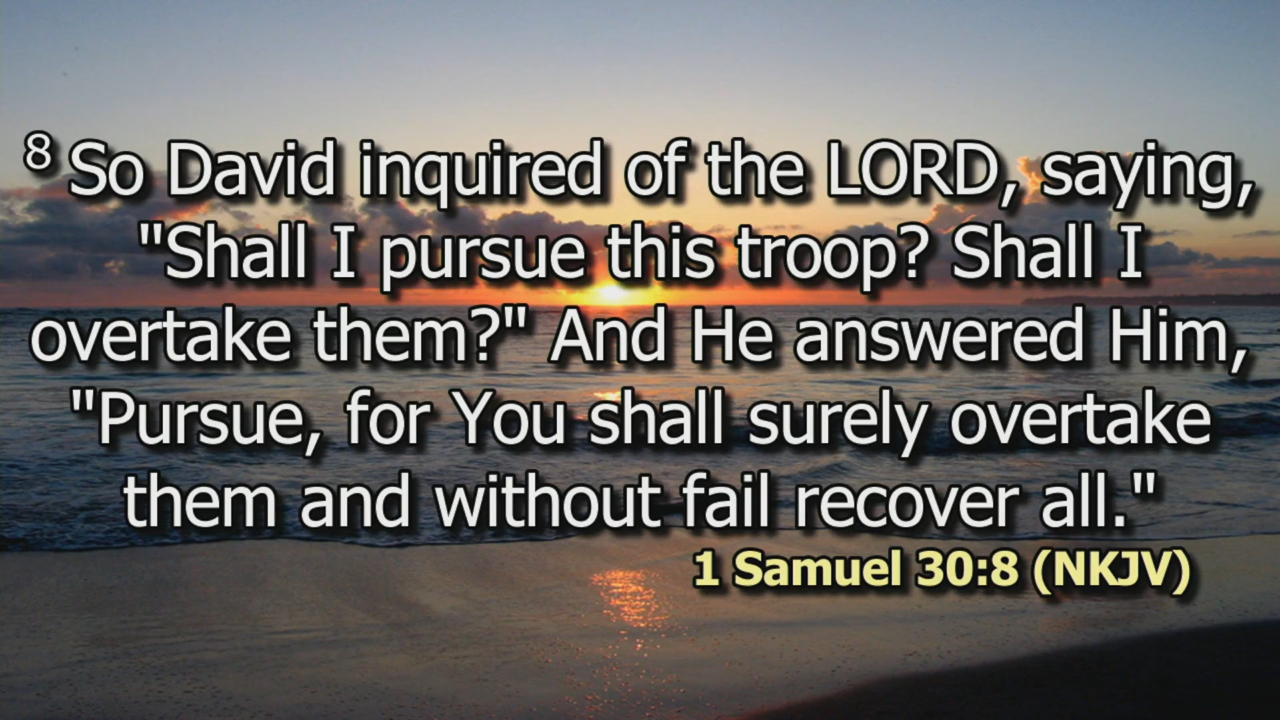 8 So David inquired of the LORD, saying,
"Shall I pursue this troop? Shall I
overtake them?" And He answered Him,
"Pursue, for You shall surely overtake
them and without fail recover all."
1 Samuel 30:8 (NKJV)